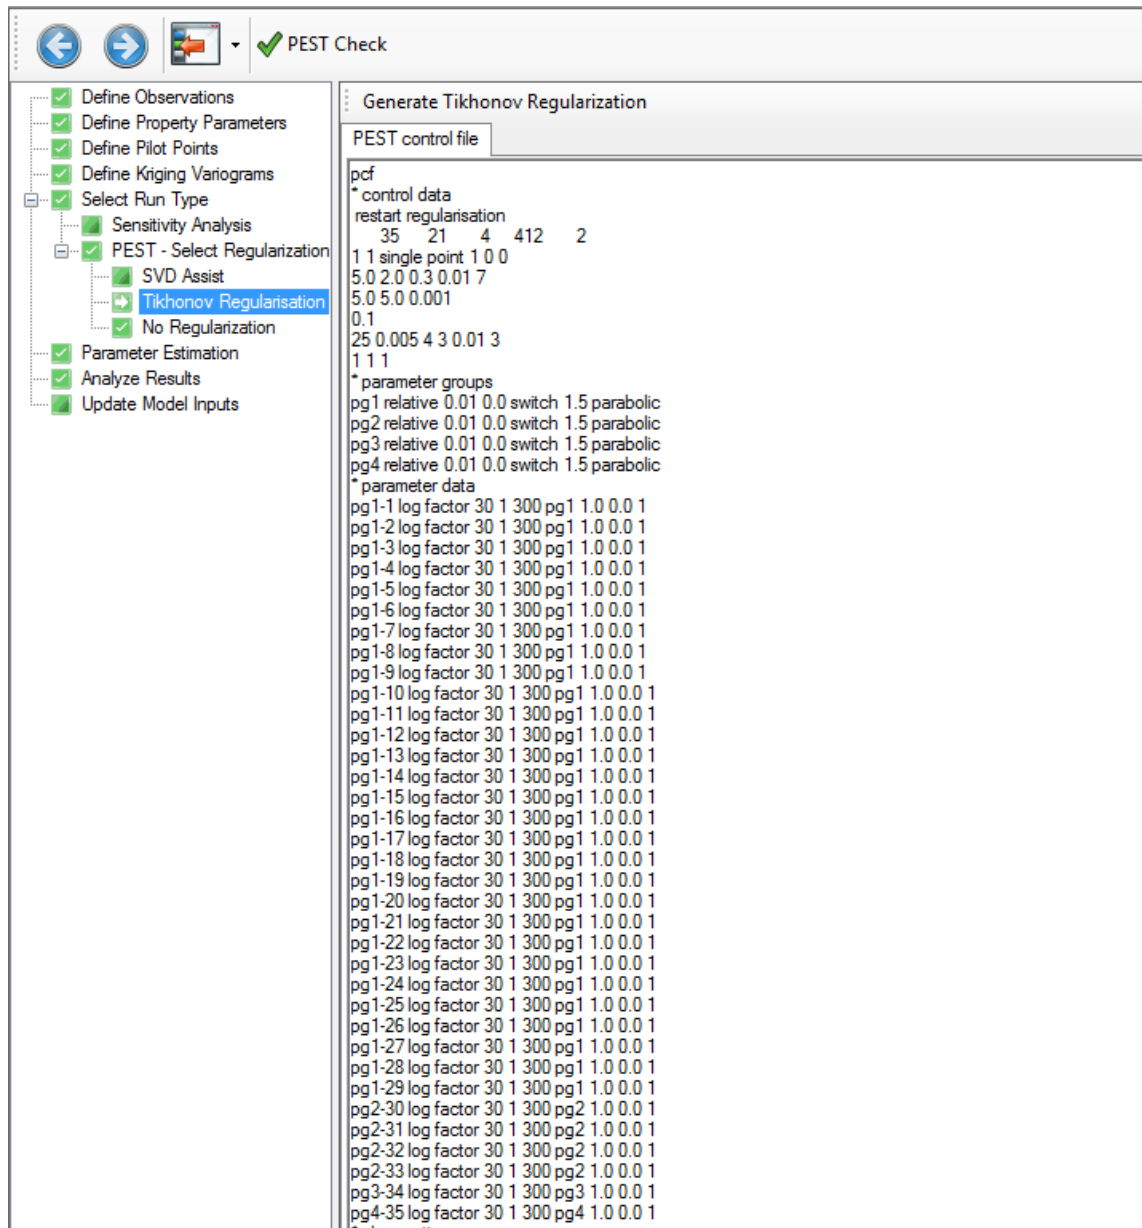 PEST Check
Define Observations
Define Property Parameters
Define Pilot Points
Define Kriging Variograms
Select Run Type
Sensitivity Analysis
PEST - Select Regularization
SVD Assist
Tikhonov Regularisation
No Regularization
Parameter Estimation
Analyze Results
Update Model Inputs
Generate Tikhonov Regularization
PEST control file
pcf
* control data
restart regularisation
35 21 4 412 2
1 1 single point 1 0 0
5.0 2.0 0.3 0.01 7
5.0 5.0 0.001
0.1
25 0.005 4 3 0.01 3
1 1 1
* parameter groups
pg1 relative 0.01 0.0 switch 1.5 parabolic
pg2 relative 0.01 0.0 switch 1.5 parabolic
pg3 relative 0.01 0.0 switch 1.5 parabolic
pg4 relative 0.01 0.0 switch 1.5 parabolic
* parameter data
pg1-1 log factor 30 1 300 pg1 1.0 0.0 1
pg1-2 log factor 30 1 300 pg1 1.0 0.0 1
pg1-3 log factor 30 1 300 pg1 1.0 0.0 1
pg1-4 log factor 30 1 300 pg1 1.0 0.0 1
pg1-5 log factor 30 1 300 pg1 1.0 0.0 1
pg1-6 log factor 30 1 300 pg1 1.0 0.0 1
pg1-7 log factor 30 1 300 pg1 1.0 0.0 1
pg1-8 log factor 30 1 300 pg1 1.0 0.0 1
pg1-9 log factor 30 1 300 pg1 1.0 0.0 1
pg1-10 log factor 30 1 300 pg1 1.0 0.0 1
pg1-11 log factor 30 1 300 pg1 1.0 0.0 1
pg1-12 log factor 30 1 300 pg1 1.0 0.0 1
pg1-13 log factor 30 1 300 pg1 1.0 0.0 1
pg1-14 log factor 30 1 300 pg1 1.0 0.0 1
pg1-15 log factor 30 1 300 pg1 1.0 0.0 1
pg1-16 log factor 30 1 300 pg1 1.0 0.0 1
pg1-17 log factor 30 1 300 pg1 1.0 0.0 1
pg1-18 log factor 30 1 300 pg1 1.0 0.0 1
pg1-19 log factor 30 1 300 pg1 1.0 0.0 1
pg1-20 log factor 30 1 300 pg1 1.0 0.0 1
pg1-21 log factor 30 1 300 pg1 1.0 0.0 1
pg1-22 log factor 30 1 300 pg1 1.0 0.0 1
pg1-23 log factor 30 1 300 pg1 1.0 0.0 1
pg1-24 log factor 30 1 300 pg1 1.0 0.0 1
pg1-25 log factor 30 1 300 pg1 1.0 0.0 1
pg1-26 log factor 30 1 300 pg1 1.0 0.0 1
pg1-27 log factor 30 1 300 pg1 1.0 0.0 1
pg1-28 log factor 30 1 300 pg1 1.0 0.0 1
pg1-29 log factor 30 1 300 pg1 1.0 0.0 1
pg2-30 log factor 30 1 300 pg2 1.0 0.0 1
pg2-31 log factor 30 1 300 pg2 1.0 0.0 1
pg2-32 log factor 30 1 300 pg2 1.0 0.0 1
pg2-33 log factor 30 1 300 pg2 1.0 0.0 1
pg3-34 log factor 30 1 300 pg3 1.0 0.0 1
pg4-35 log factor 30 1 300 pg4 1.0 0.0 1